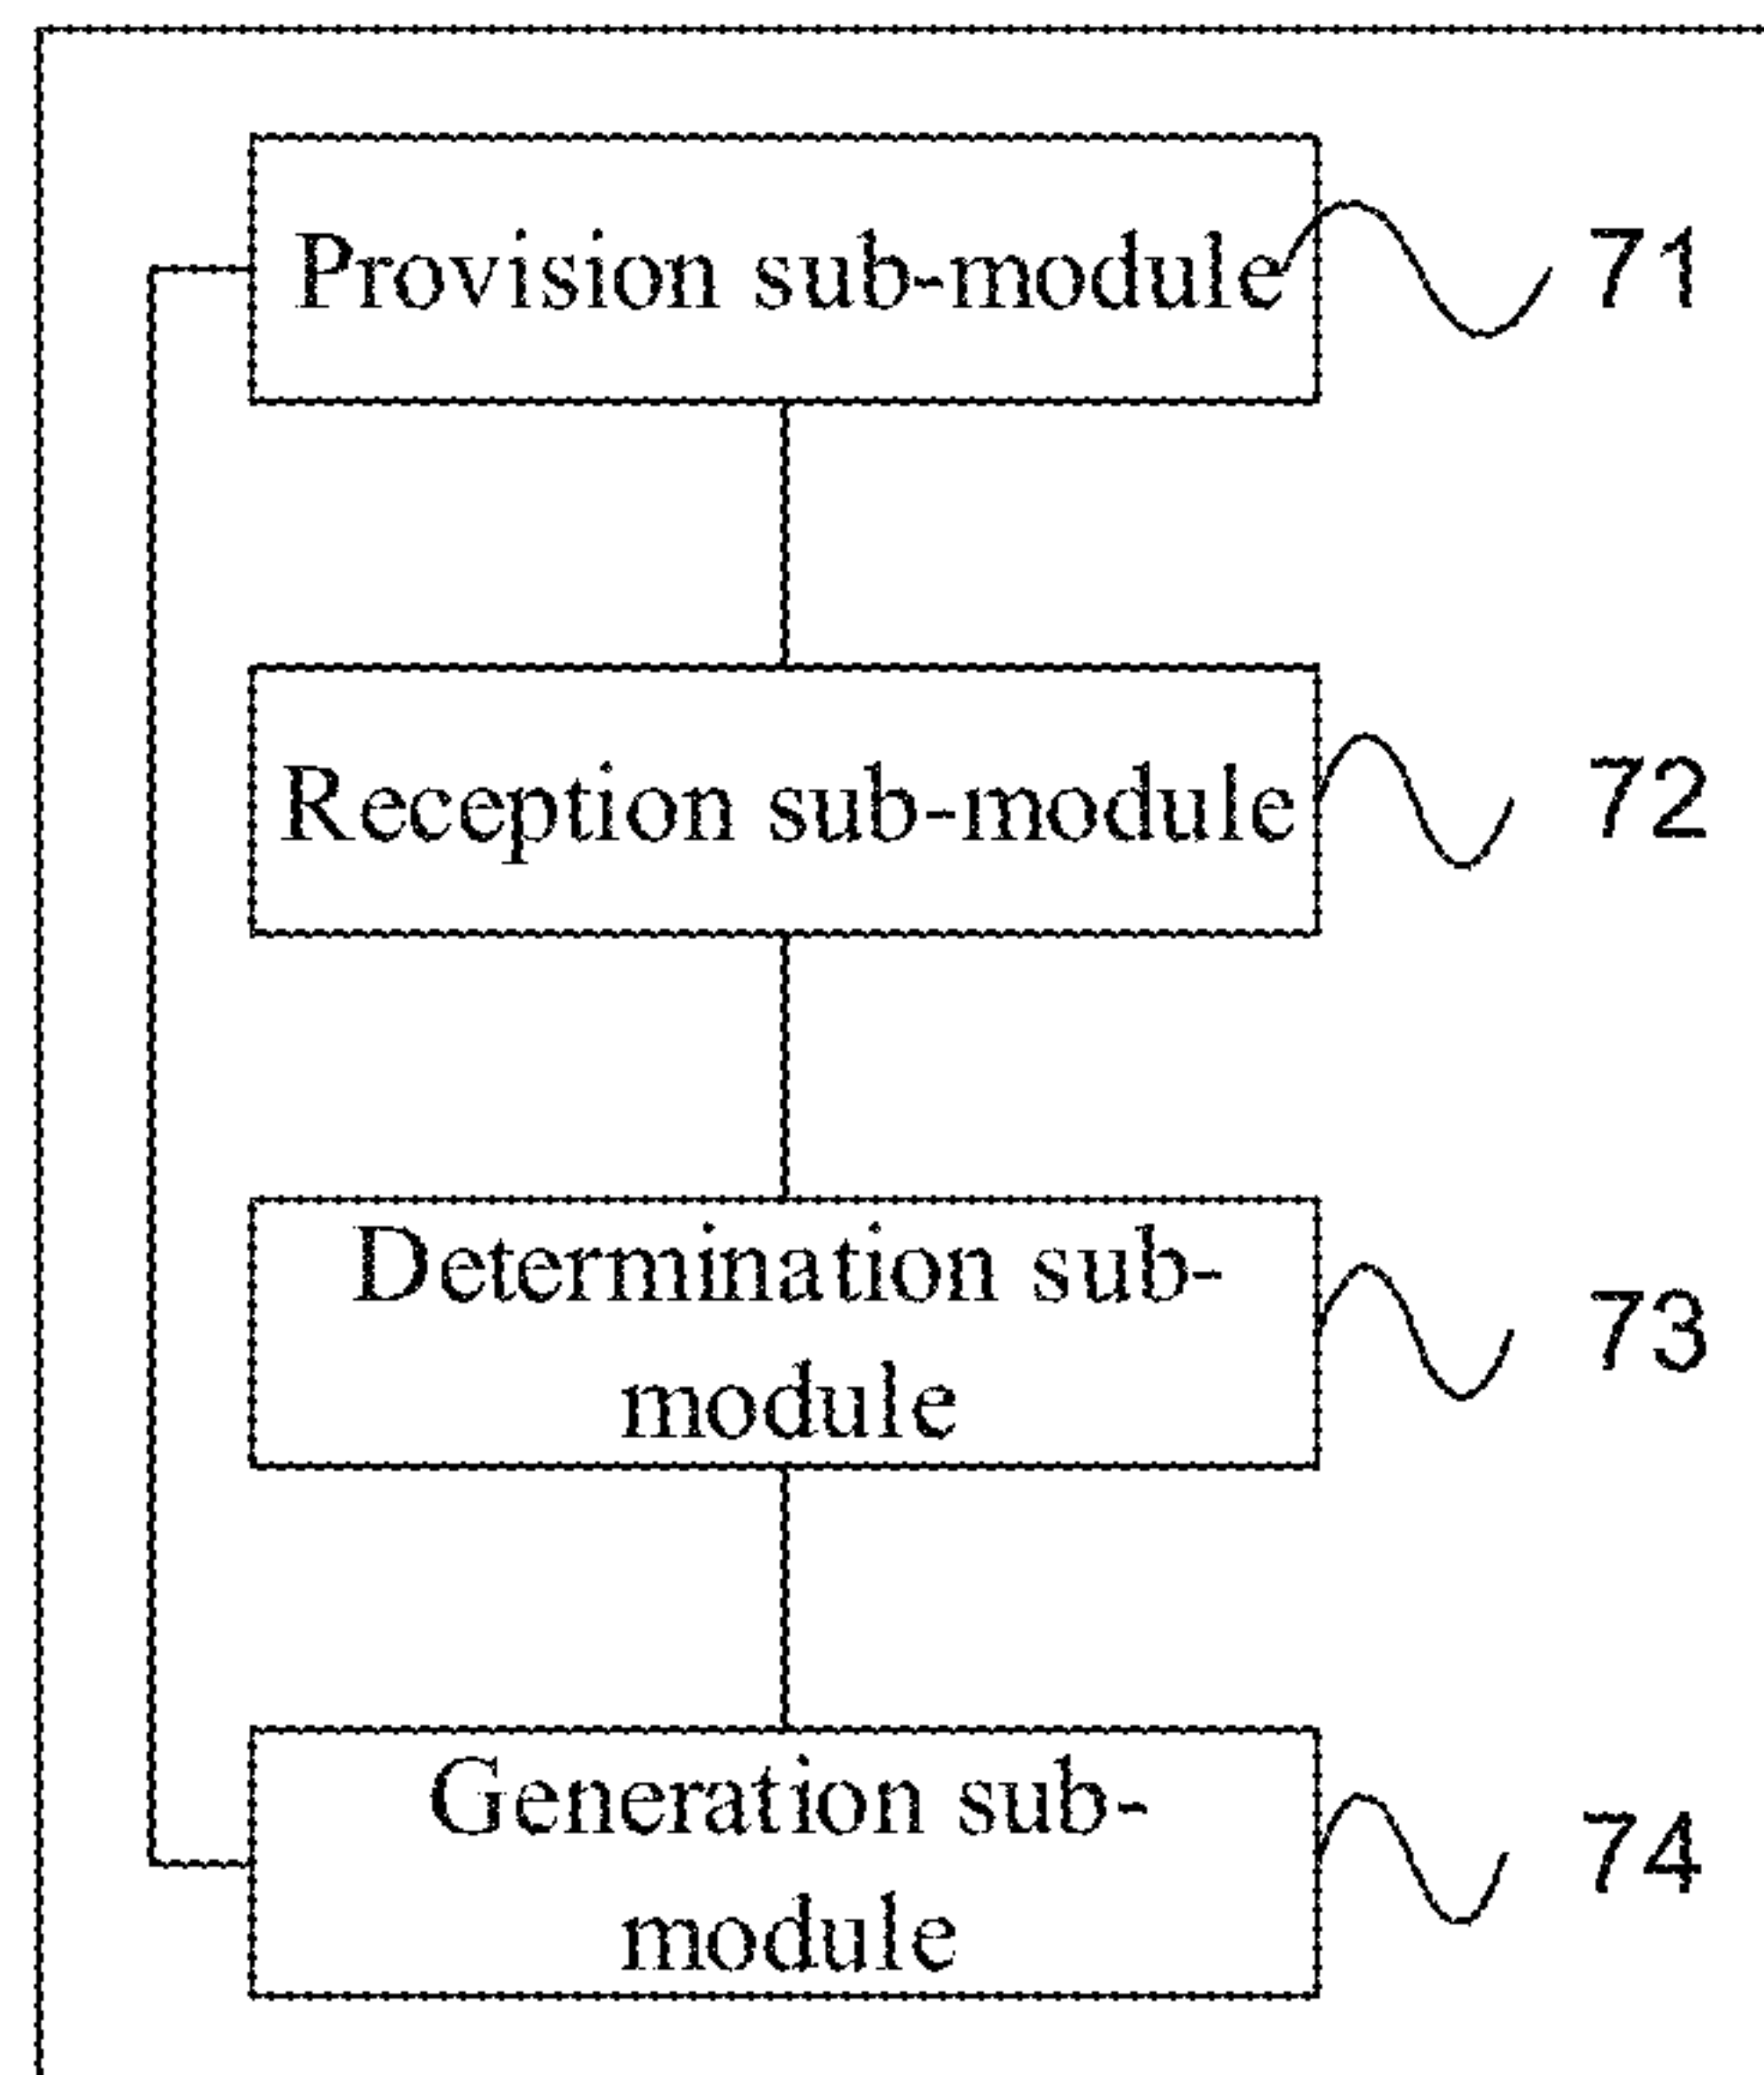 Provision sub-module
71
Reception sub-module
72
Determination sub-
module
73
Generation sub-
module
74